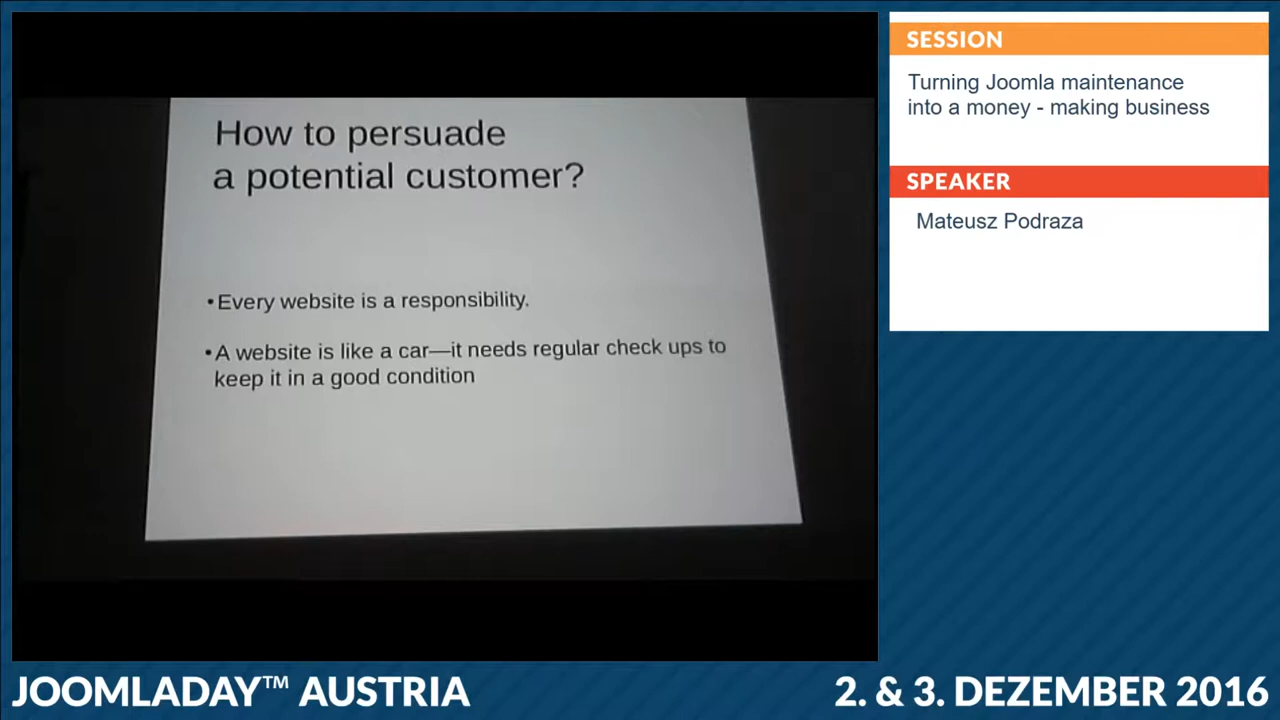 How to persuade
a potential customer?
•Every website is a responsibility.
•A website is like a car—it needs regular check ups to
keep it in a good condition
SESSION
Turning Joomla maintenance
into a money - making business
SPEAKER
Mateusz Podraza
JOOMLADAY™ AUSTRIA
2. & 3. DEZEMBER 2016